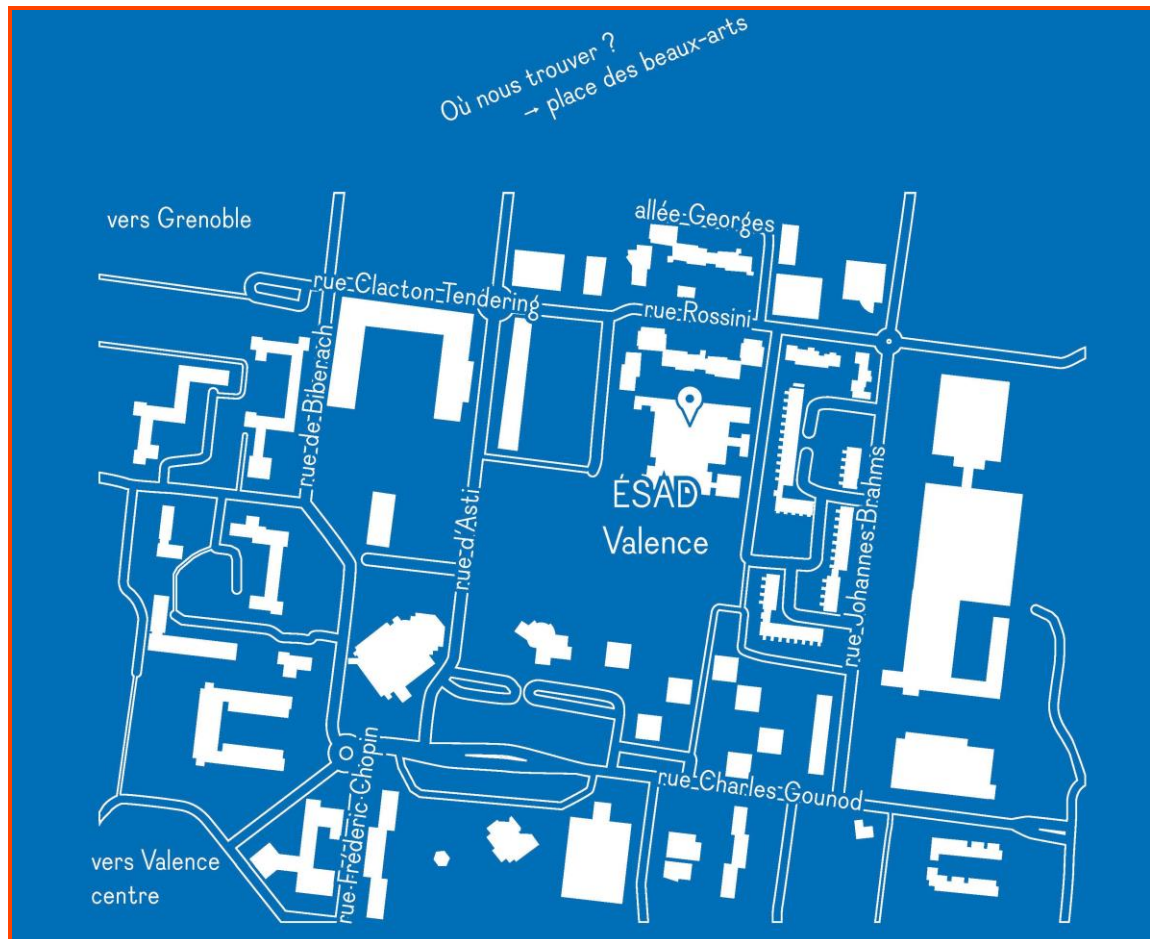 Où nous trouver ?
→ place des beaux-arts
vers Grenoble
allée Georges
rue Clacton Tendering
rue Rossini
rue de Biberach
rue d'Asti
ÉSAD
Valence
rue Johannes Brahms
rue Charles Gounod
rue Fréderic Chopin
vers Valence
centre